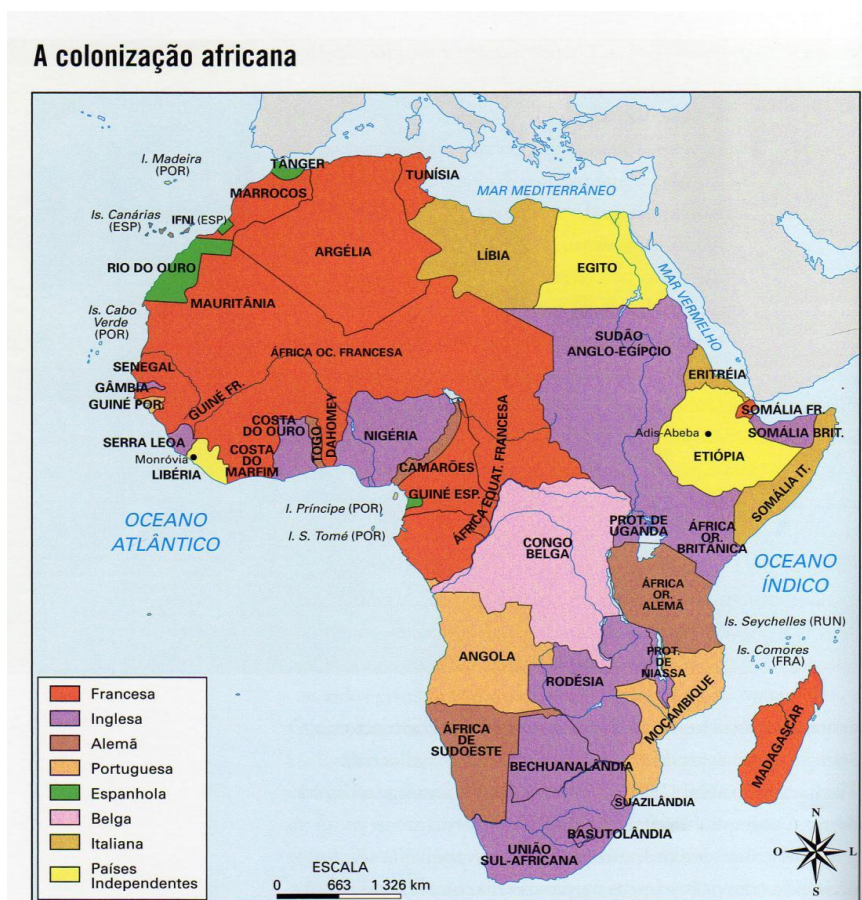 A colonização africana
I. Madeira
(POR)
TÂNGER
MARROCOS
TUNÍSIA
MAR MEDITERRÂNEO
Is. Canárias
(ESP)
IFNI (ESP)
ARGÉLIA
LÍBIA
EGITO
RIO DO OURO
MAR VERMELHO
MAURITÂNIA
Is. Cabo
Verde
(POR)
ÁFRICA OC. FRANCESA
SUDÃO
ANGLO-EGÍPCIO
SENEGAL
GÂMBIA
GUINÉ POR.
GUINÉ FR.
ERITRÉIA
SOMÁLIA FR.
SOMÁLIA BRIT.
SERRA LEOA
Monróvia
LIBÉRIA
COSTA
DO
MARFIM
COSTA
DO OURO
TOGO
DAHOMEY
NIGÉRIA
CAMARÕES
ÁFRICA EQUAT. FRANCESA
Adis-Abeba
ETIÓPIA
SOMÁLIA IT.
GUINÉ ESP.
I. Príncipe (POR)
I. S. Tomé (POR)
OCEANO
ATLÂNTICO
CONGO
BELGA
PROT. DE
UGANDA
ÁFRICA
OR.
BRITÂNICA
OCEANO
ÍNDICO
ÁFRICA
OR.
ALEMÃ
Is. Seychelles (RUN)
Is. Comores
(FRA)
ANGOLA
RODÉSIA
PROT.
DE
NIASSA
MOÇAMBIQUE
MADAGASCAR
ÁFRICA
DE
SUDOESTE
BECHUANALÂNDIA
SUAZILÂNDIA
BASUTOLÂNDIA
UNIÃO
SUL-AFRICANA
Francesa
Inglesa
Alemã
Portuguesa
Espanhola
Belga
Italiana
Países
Independentes
ESCALA
0 663 1 326 km
N
O L
S